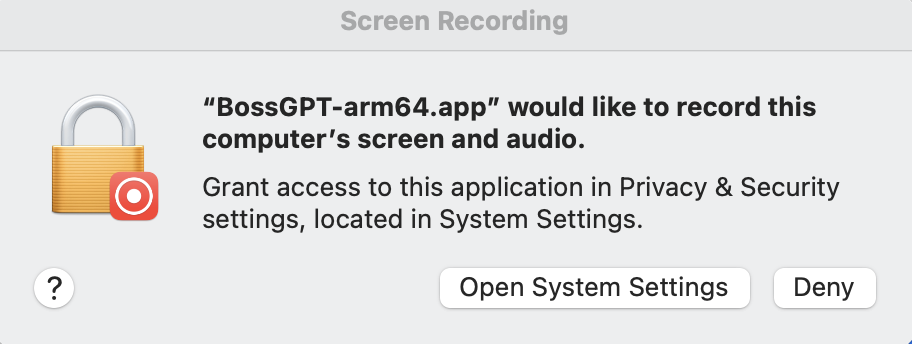 Screen Recording
“BossGPT-arm64.app” would like to record this
computer’s screen and audio.
Grant access to this application in Privacy & Security
settings, located in System Settings.
?
Open System Settings
Deny